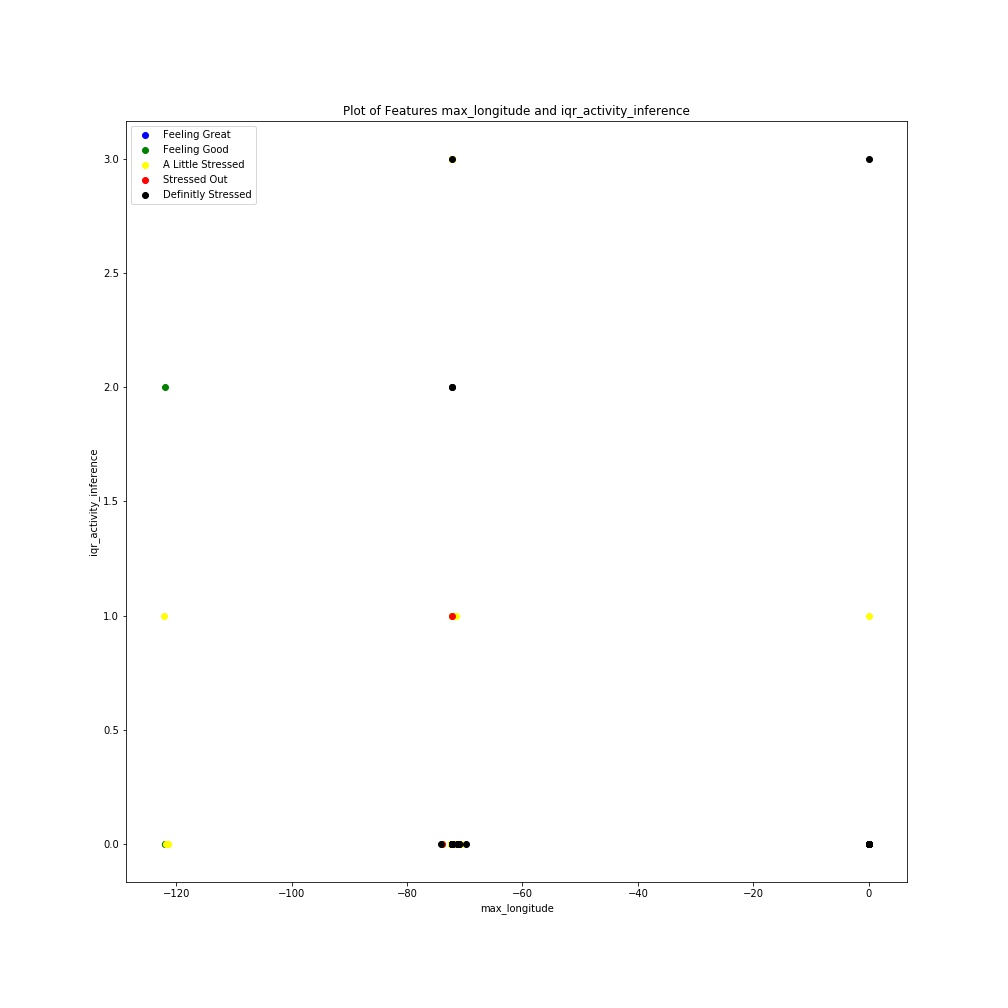 Plot of Features max_longitude and iqr_activity_inference
Feeling Great
Feeling Good
A Little Stressed
Stressed Out
Definitly Stressed
3.0
2.5
2.0
1.5
1.0
0.5
0.0
iqr_activity_inference
−120
−100
−80
−60
−40
−20
0
max_longitude